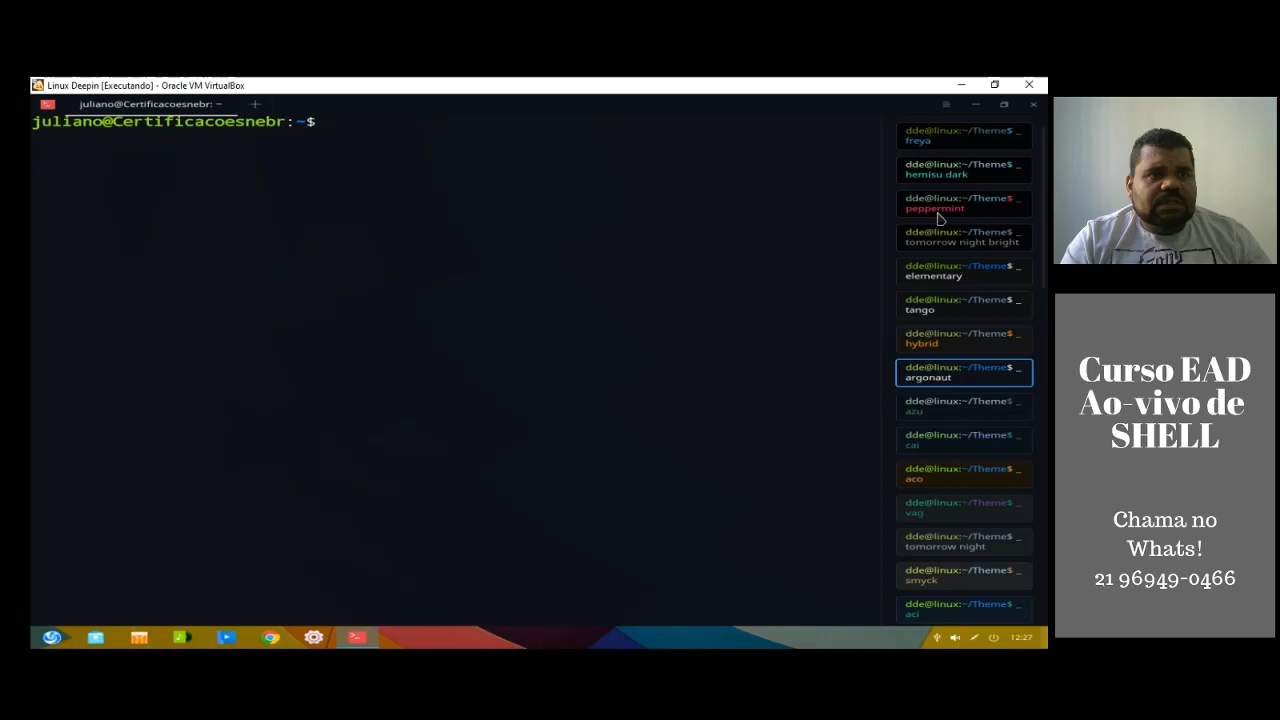 Linux Deepin [Executando] - Oracle VM VirtualBox
juliano@Certificacoesnebr: ~
juliano@Certificacoesnebr:~$
dde@linux:~/Theme$ _
freya
dde@linux:~/Theme$ _
hemisu dark
dde@linux:~/Theme$ _
peppermint
dde@linux:~/Theme$ _
tomorrow night bright
dde@linux:~/Theme$ _
elementary
dde@linux:~/Theme$ _
tango
dde@linux:~/Theme$ _
hybrid
dde@linux:~/Theme$ _
argonaut
dde@linux:~/Theme$ _
azu
dde@linux:~/Theme$ _
cai
dde@linux:~/Theme$ _
aco
dde@linux:~/Theme$ _
vag
dde@linux:~/Theme$ _
tomorrow night
dde@linux:~/Theme$ _
smyck
dde@linux:~/Theme$ _
aci
12:27
Curso EAD
Ao-vivo de
SHELL
Chama no
Whats!
21 96949-0466